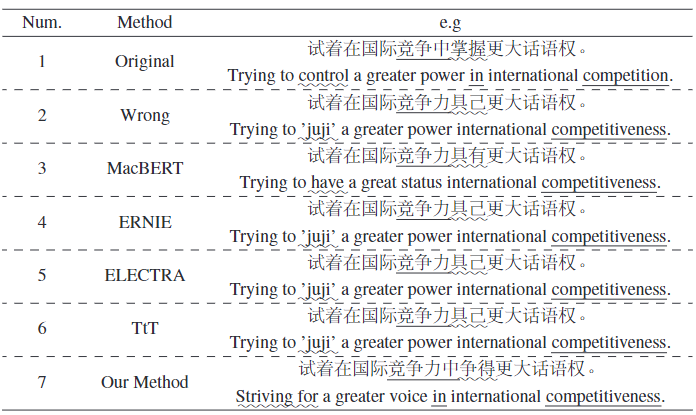 Num. Method e.g
1 Original 试着在国际竞争中掌握更大话语权。
Trying to control a greater power in international competition.
2 Wrong 试着在国际竞争力具己更大话语权。
Trying to 'juji' a greater power international competitiveness.
3 MacBERT 试着在国际竞争力具有更大话语权。
Trying to have a great status international competitiveness.
4 ERNIE 试着在国际竞争力具己更大话语权。
Trying to 'juji' a greater power international competitiveness.
5 ELECTRA 试着在国际竞争力具己更大话语权。
Trying to 'juji' a greater power international competitiveness.
6 TtT 试着在国际竞争力具己更大话语权。
Trying to 'juji' a greater power international competitiveness.
7 Our Method 试着在国际竞争力中争得更大话语权。
Striving for a greater voice in international competitiveness.